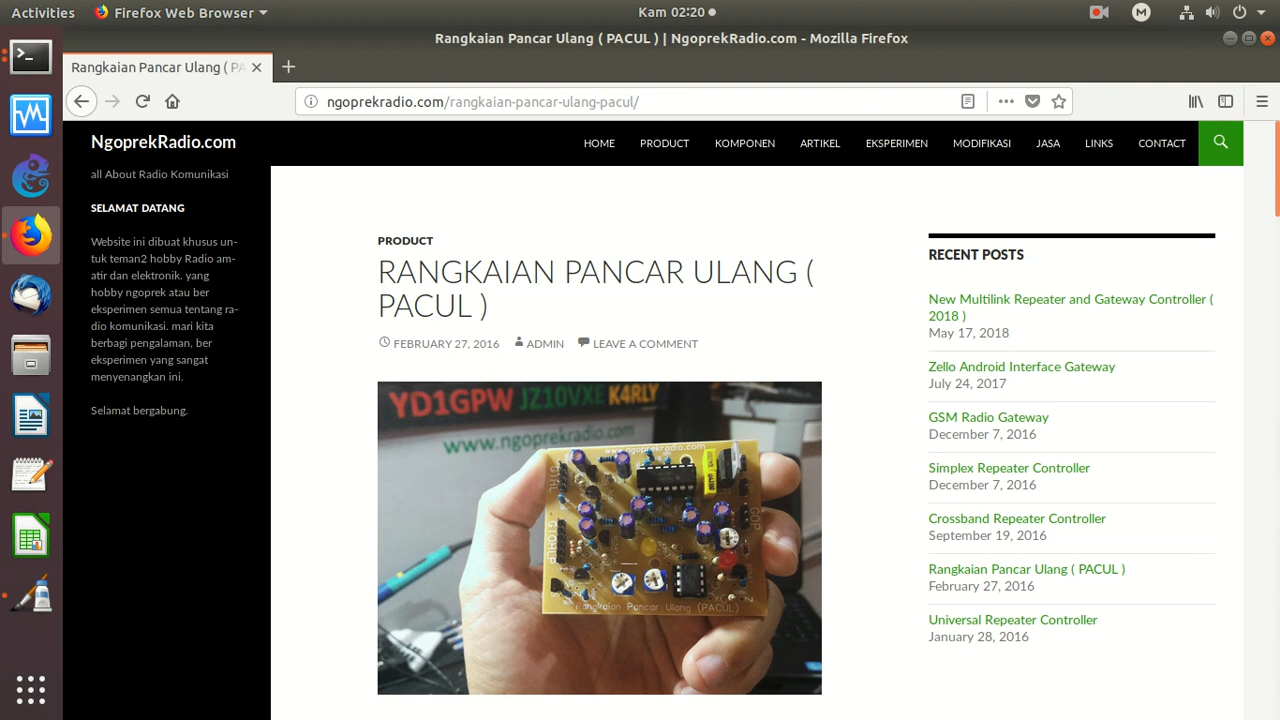 Activities
Firefox Web Browser
Kam 02:20
M
Rangkaian Pancar Ulang ( PACUL ) | NgoprekRadio.com - Mozilla Firefox
Rangkaian Pancar Ulang ( PA
ngoprekradio.com/rangkaian-pancar-ulang-pacul/
NgoprekRadio.com
HOME PRODUCT KOMPONEN ARTIKEL EKSPERIMEN MODIFIKASI JASA LINKS CONTACT
all About Radio Komunikasi
SELAMAT DATANG
Website ini dibuat khusus un-
tuk teman2 hobby Radio am-
atir dan elektronik. yang
hobby ngoprek atau ber
eksperimen semua tentang ra-
dio komunikasi. mari kita
berbagi pengalaman, ber
eksperimen yang sangat
menyenangkan ini.
Selamat bergabung.
PRODUCT
RANGKAIAN PANCAR ULANG (
PACUL )
FEBRUARY 27, 2016 ADMIN LEAVE A COMMENT
YD1GPW JZ10VXE K4RLY
www.ngoprekradio.com
www.ngoprekradio.com
Rangkaian Pancar Ulang (PACUL)
RECENT POSTS
New Multilink Repeater and Gateway Controller (
2018 )
May 17, 2018
Zello Android Interface Gateway
July 24, 2017
GSM Radio Gateway
December 7, 2016
Simplex Repeater Controller
December 7, 2016
Crossband Repeater Controller
September 19, 2016
Rangkaian Pancar Ulang ( PACUL )
February 27, 2016
Universal Repeater Controller
January 28, 2016